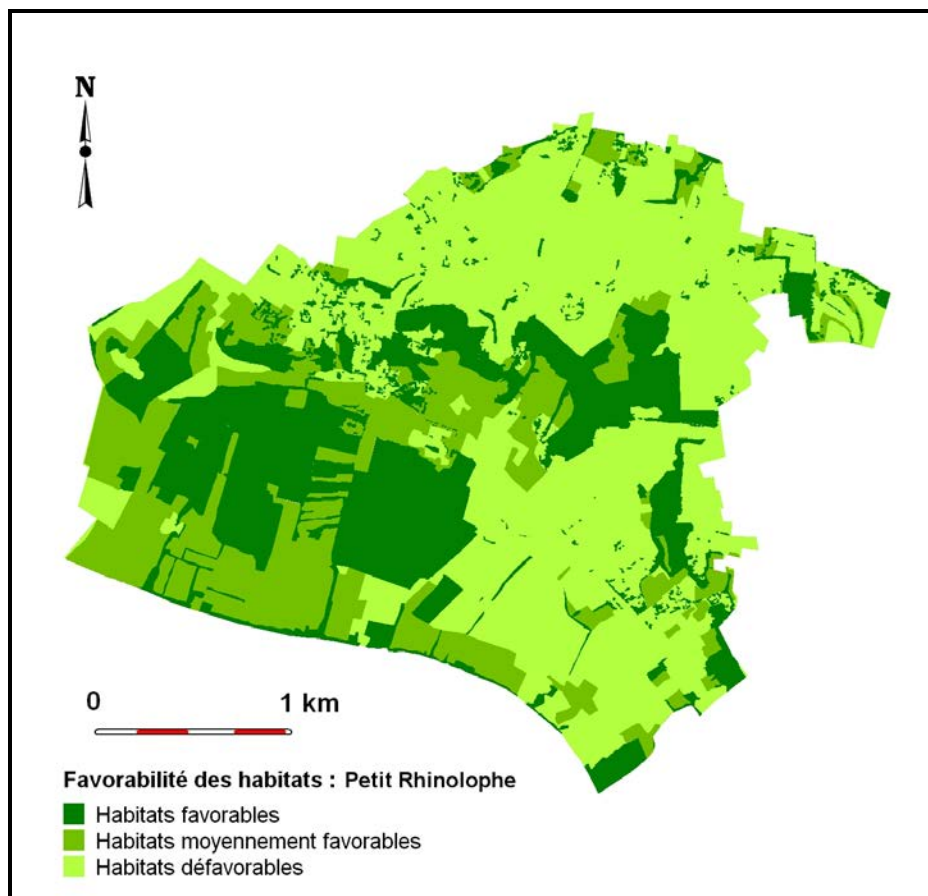 N
0 1 km
Favorabilité des habitats : Petit Rhinolophe
Habitats favorables
Habitats moyennement favorables
Habitats défavorables